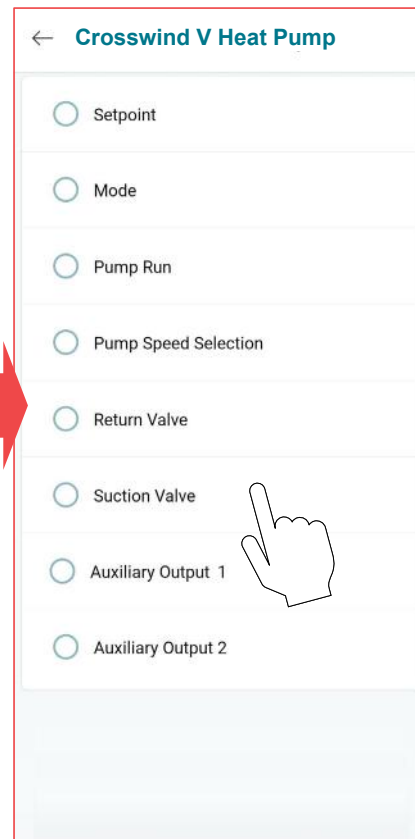 Crosswind V Heat Pump
Setpoint
Mode
Pump Run
Pump Speed Selection
Return Valve
Suction Valve
Auxiliary Output 1
Auxiliary Output 2